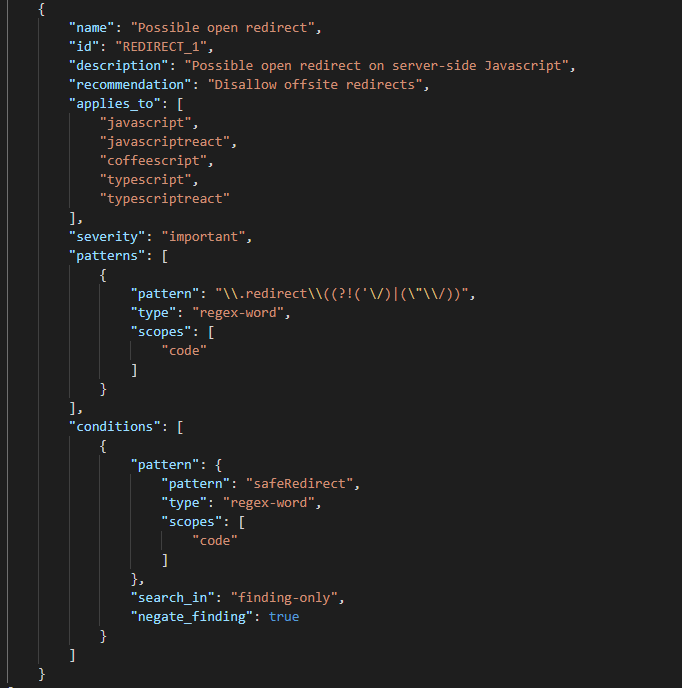 {
"name": "Possible open redirect",
"id": "REDIRECT_1",
"description": "Possible open redirect on server-side Javascript",
"recommendation": "Disallow offsite redirects",
"applies_to": [
"javascript",
"javascriptreact",
"coffeescript",
"typescript",
"typescriptreact"
],
"severity": "important",
"patterns": [
{
"pattern": "\\.redirect\\((?!('\/)|(\"\\/))",
"type": "regex-word",
"scopes": [
"code"
]
}
],
"conditions": [
{
"pattern": {
"pattern": "safeRedirect",
"type": "regex-word",
"scopes": [
"code"
]
},
"search_in": "finding-only",
"negate_finding": true
}
]
}